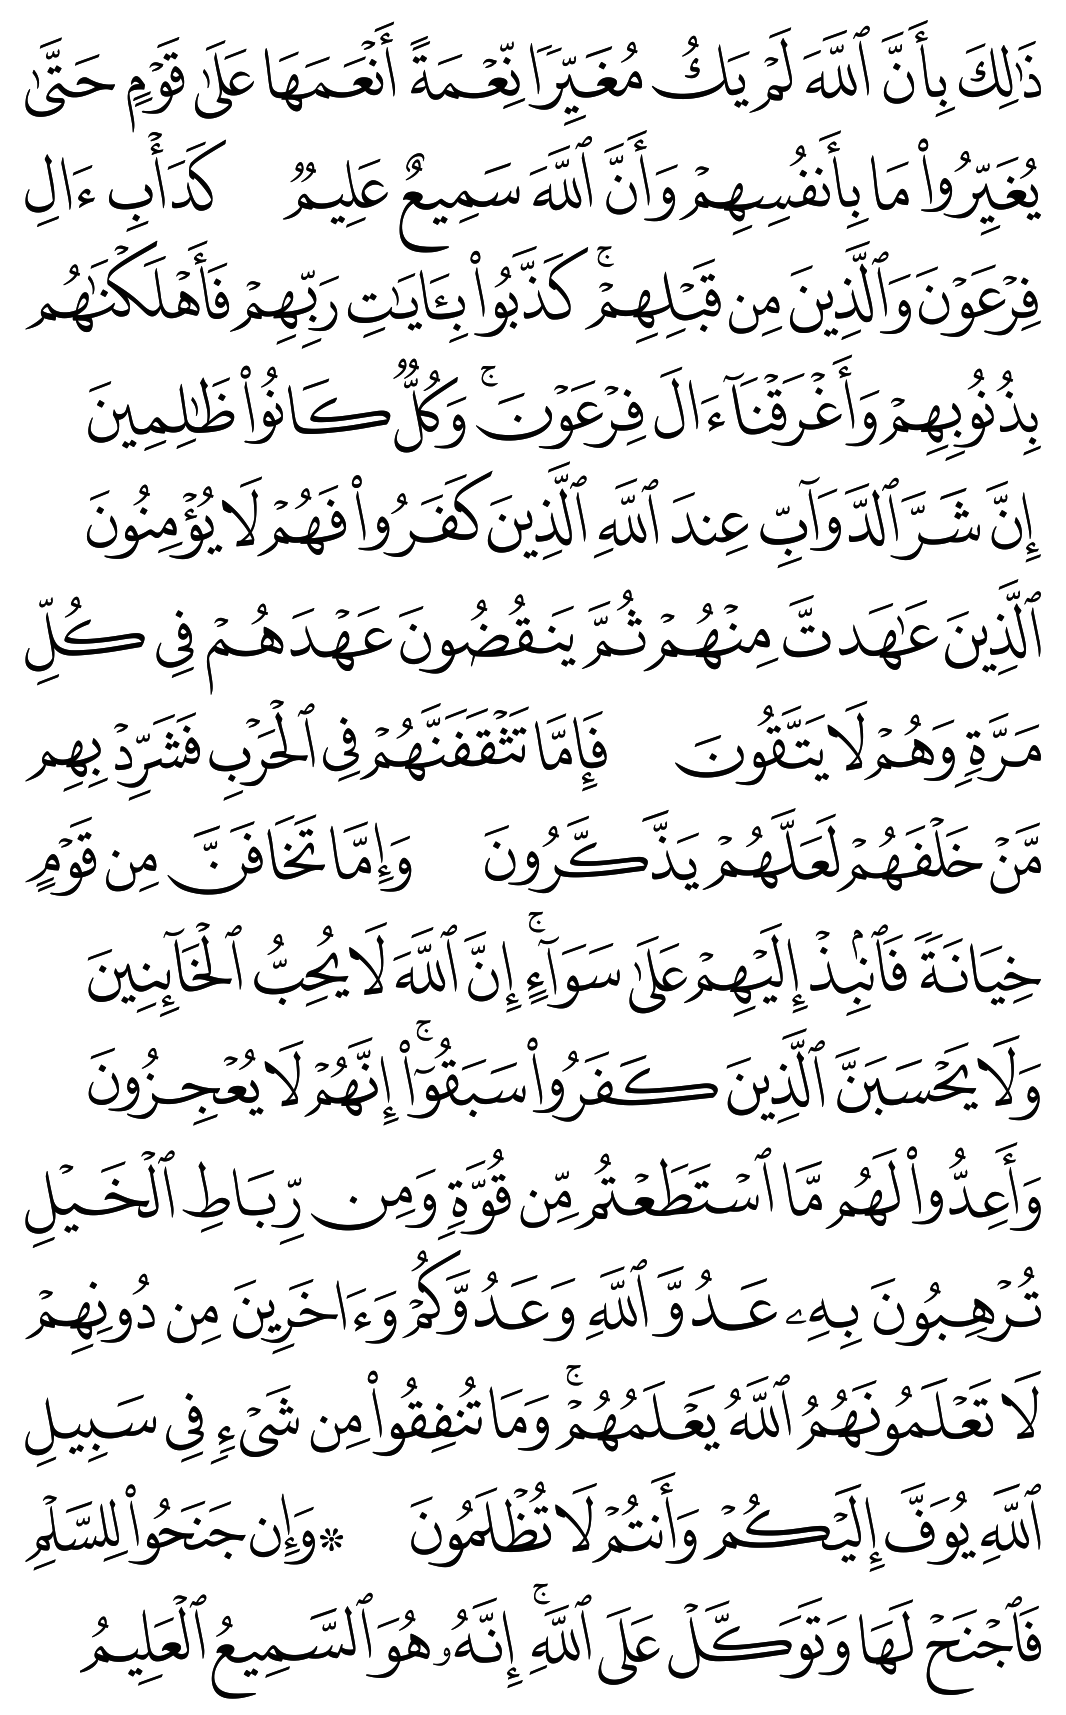 ذَٰلِكَ بِأَنَّ ٱللَّهَ لَمْ يَكُ مُغَيِّرًا نِّعْمَةً أَنْعَمَهَا عَلَىٰ قَوْمٍ حَتَّىٰ
يُغَيِّرُوا۟ مَا بِأَنفُسِهِمْ وَأَنَّ ٱللَّهَ سَمِيعٌ عَلِيمٌ كَدَأْبِ ءَالِ
فِرْعَوْنَ وَٱلَّذِينَ مِن قَبْلِهِمْ ۚ كَذَّبُوا۟ بِـَٔايَـٰتِ رَبِّهِمْ فَأَهْلَكْنَـٰهُم
بِذُنُوبِهِمْ وَأَغْرَقْنَآ ءَالَ فِرْعَوْنَ ۚ وَكُلٌّ كَانُوا۟ ظَـٰلِمِينَ
إِنَّ شَرَّ ٱلدَّوَآبِّ عِندَ ٱللَّهِ ٱلَّذِينَ كَفَرُوا۟ فَهُمْ لَا يُؤْمِنُونَ
ٱلَّذِينَ عَـٰهَدتَّ مِنْهُمْ ثُمَّ يَنقُضُونَ عَهْدَهُمْ فِى كُلِّ
مَرَّةٍ وَهُمْ لَا يَتَّقُونَ فَإِمَّا تَثْقَفَنَّهُمْ فِى ٱلْحَرْبِ فَشَرِّدْ بِهِم
مَّنْ خَلْفَهُمْ لَعَلَّهُمْ يَذَّكَّرُونَ وَإِمَّا تَخَافَنَّ مِن قَوْمٍ
خِيَانَةً فَٱنۢبِذْ إِلَيْهِمْ عَلَىٰ سَوَآءٍ ۚ إِنَّ ٱللَّهَ لَا يُحِبُّ ٱلْخَآئِنِينَ
وَلَا يَحْسَبَنَّ ٱلَّذِينَ كَفَرُوا۟ سَبَقُوٓا۟ ۚ إِنَّهُمْ لَا يُعْجِزُونَ
وَأَعِدُّوا۟ لَهُم مَّا ٱسْتَطَعْتُم مِّن قُوَّةٍ وَمِن رِّبَاطِ ٱلْخَيْلِ
تُرْهِبُونَ بِهِۦ عَدُوَّ ٱللَّهِ وَعَدُوَّكُمْ وَءَاخَرِينَ مِن دُونِهِمْ
لَا تَعْلَمُونَهُمُ ٱللَّهُ يَعْلَمُهُمْ ۚ وَمَا تُنفِقُوا۟ مِن شَىْءٍ فِى سَبِيلِ
ٱللَّهِ يُوَفَّ إِلَيْكُمْ وَأَنتُمْ لَا تُظْلَمُونَ ۞ وَإِن جَنَحُوا۟ لِلسَّلْمِ
فَٱجْنَحْ لَهَا وَتَوَكَّلْ عَلَى ٱللَّهِ ۚ إِنَّهُۥ هُوَ ٱلسَّمِيعُ ٱلْعَلِيمُ